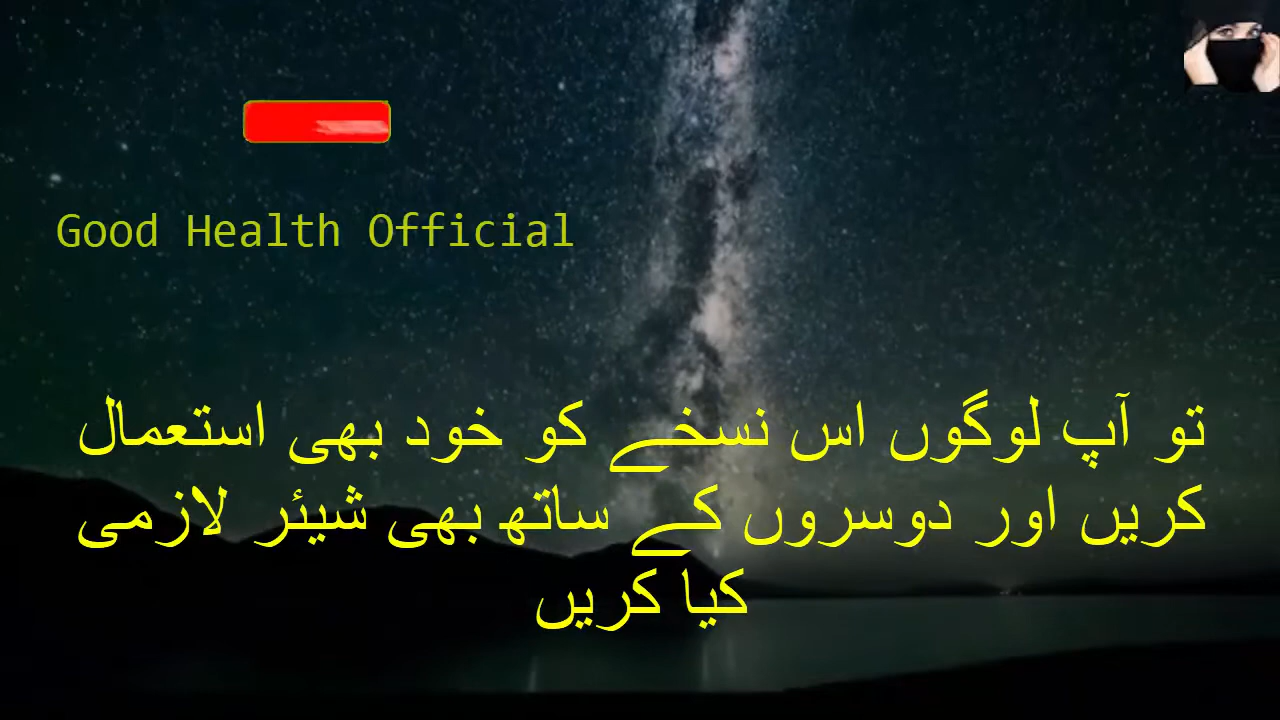 Good Health Official
تو آپ لوگوں اس نسخے کو خود بھی استعمال
کریں اور دوسروں کے ساتھ بھی شیئر لازمی
کیا کریں